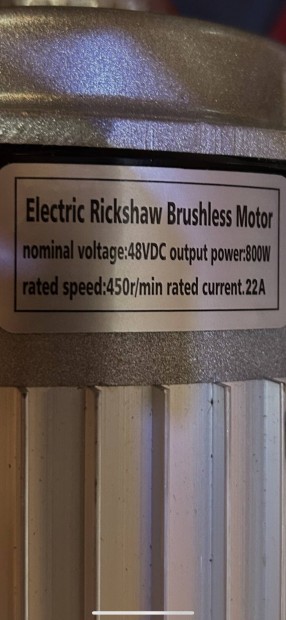 Electric Rickshaw Brushless Motor
nominal voltage:48VDC output power:800W
rated speed:450r/min rated current.22A